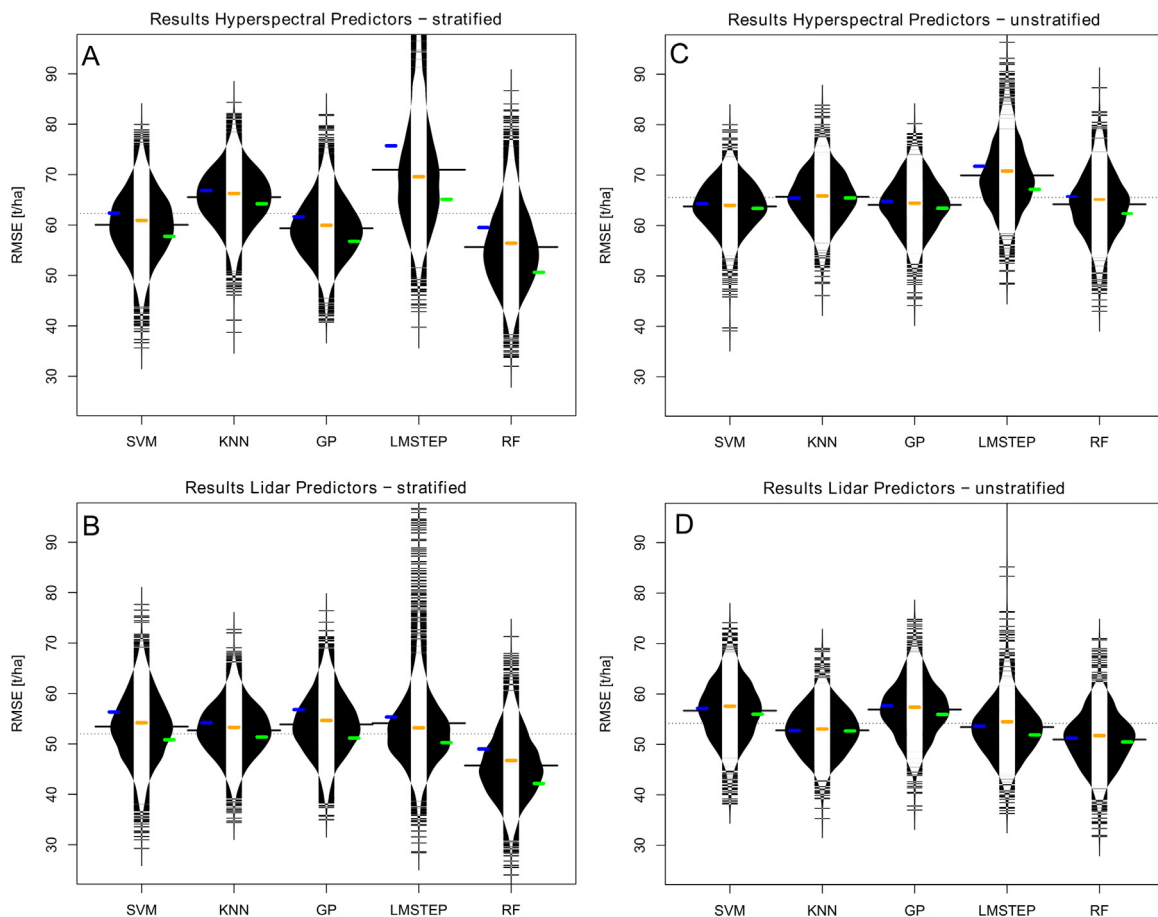 Results Hyperspectral Predictors – stratified
A
RMSE [t/ha]
90
80
70
60
50
40
30
SVM KNN GP LMSTEP RF
Results Hyperspectral Predictors – unstratified
C
RMSE [t/ha]
90
80
70
60
50
40
30
SVM KNN GP LMSTEP RF
Results Lidar Predictors – stratified
B
RMSE [t/ha]
90
80
70
60
50
40
30
SVM KNN GP LMSTEP RF
Results Lidar Predictors – unstratified
D
RMSE [t/ha]
90
80
70
60
50
40
30
SVM KNN GP LMSTEP RF